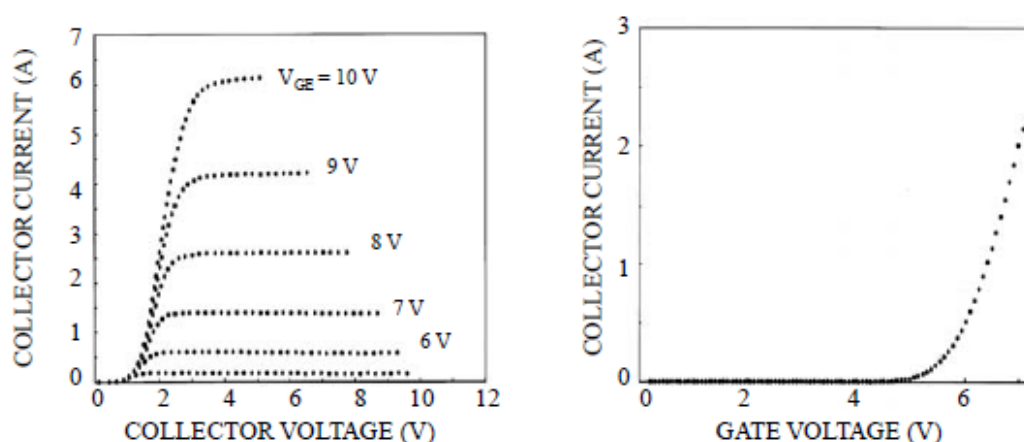 COLLECTOR CURRENT (A)
7
6
5
4
3
2
1
0
V_GE = 10 V
9 V
8 V
7 V
6 V
0 2 4 6 8 10 12
COLLECTOR VOLTAGE (V)
COLLECTOR CURRENT (A)
3
2
1
0
0 2 4 6
GATE VOLTAGE (V)